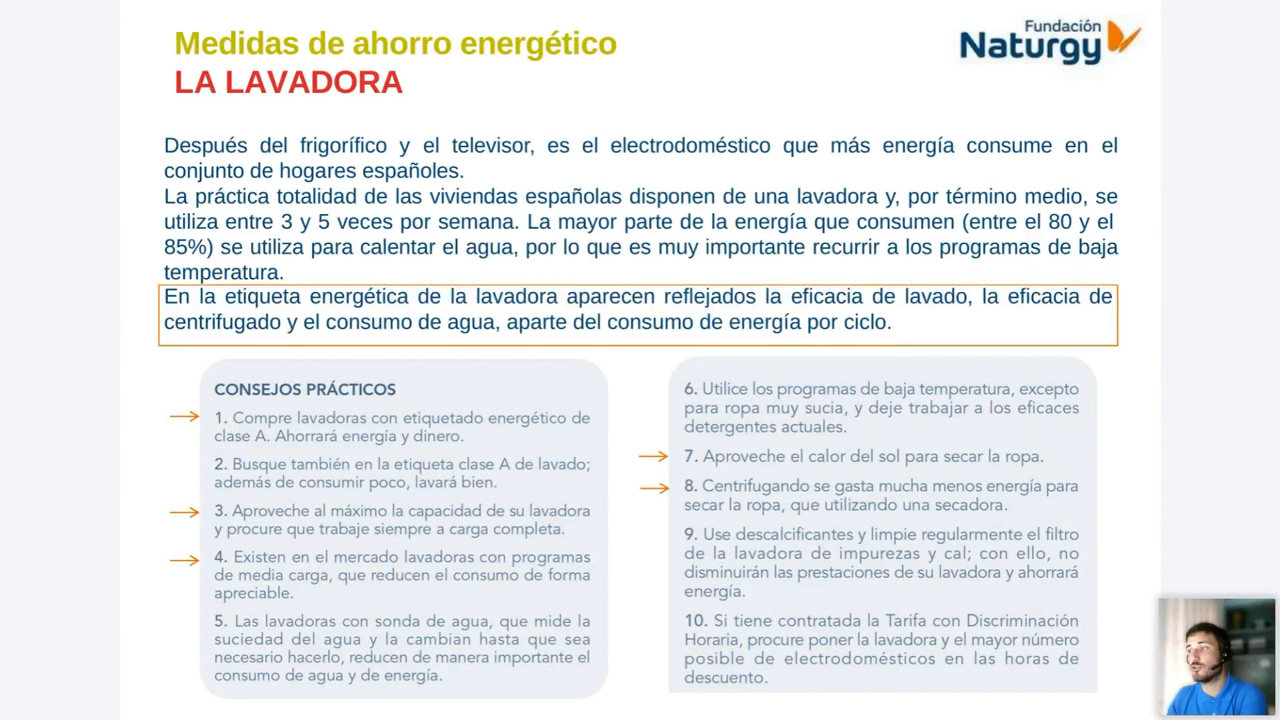 Medidas de ahorro energético
LA LAVADORA
Fundación
Naturgy
Después del frigorífico y el televisor, es el electrodoméstico que más energía consume en el
conjunto de hogares españoles.
La práctica totalidad de las viviendas españolas disponen de una lavadora y, por término medio, se
utiliza entre 3 y 5 veces por semana. La mayor parte de la energía que consumen (entre el 80 y el
85%) se utiliza para calentar el agua, por lo que es muy importante recurrir a los programas de baja
temperatura.
En la etiqueta energética de la lavadora aparecen reflejados la eficacia de lavado, la eficacia de
centrifugado y el consumo de agua, aparte del consumo de energía por ciclo.
CONSEJOS PRÁCTICOS
1. Compre lavadoras con etiquetado energético de
clase A. Ahorrará energía y dinero.
2. Busque también en la etiqueta clase A de lavado;
además de consumir poco, lavará bien.
3. Aproveche al máximo la capacidad de su lavadora
y procure que trabaje siempre a carga completa.
4. Existen en el mercado lavadoras con programas
de media carga, que reducen el consumo de forma
apreciable.
5. Las lavadoras con sonda de agua, que mide la
suciedad del agua y la cambian hasta que sea
necesario hacerlo, reducen de manera importante el
consumo de agua y de energía.
6. Utilice los programas de baja temperatura, excepto
para ropa muy sucia, y deje trabajar a los eficaces
detergentes actuales.
7. Aproveche el calor del sol para secar la ropa.
8. Centrifugando se gasta mucha menos energía para
secar la ropa, que utilizando una secadora.
9. Use descalcificantes y limpie regularmente el filtro
de la lavadora de impurezas y cal; con ello, no
disminuirán las prestaciones de su lavadora y ahorrará
energía.
10. Si tiene contratada la Tarifa con Discriminación
Horaria, procure poner la lavadora y el mayor número
posible de electrodomésticos en las horas de
descuento.